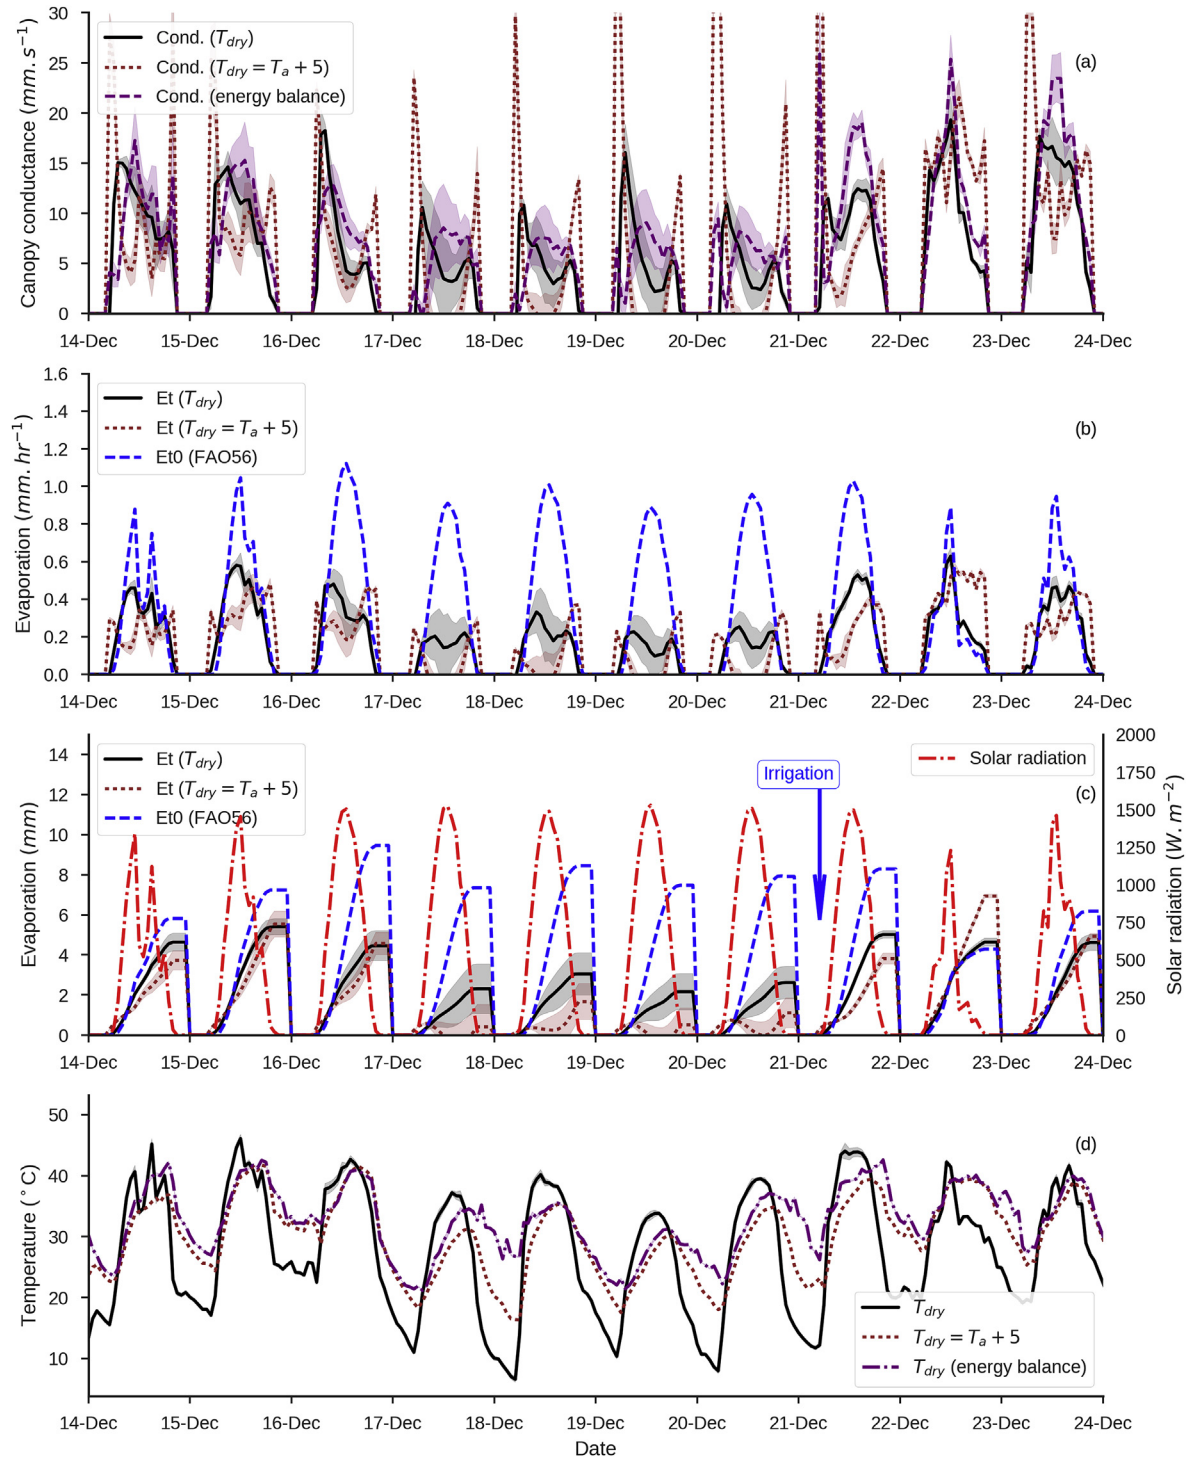 Canopy conductance (mm. s⁻¹)
30
25
20
15
10
5
0
Cond. (T_dry)
Cond. (T_dry = T_a + 5)
Cond. (energy balance)
(a)
14-Dec 15-Dec 16-Dec 17-Dec 18-Dec 19-Dec 20-Dec 21-Dec 22-Dec 23-Dec 24-Dec
Evaporation (mm. hr⁻¹)
1.6
1.4
1.2
1.0
0.8
0.6
0.4
0.2
0.0
Et (T_dry)
Et (T_dry = T_a + 5)
Et0 (FAO56)
(b)
14-Dec 15-Dec 16-Dec 17-Dec 18-Dec 19-Dec 20-Dec 21-Dec 22-Dec 23-Dec 24-Dec
Evaporation (mm)
14
12
10
8
6
4
2
0
Et (T_dry)
Et (T_dry = T_a + 5)
Et0 (FAO56)
Irrigation
Solar radiation
(c)
2000
1750
1500
1250
1000
750
500
250
0
Solar radiation (W. m⁻²)
14-Dec 15-Dec 16-Dec 17-Dec 18-Dec 19-Dec 20-Dec 21-Dec 22-Dec 23-Dec 24-Dec
Temperature (°C)
50
40
30
20
10
(d)
T_dry
T_dry = T_a + 5
T_dry (energy balance)
14-Dec 15-Dec 16-Dec 17-Dec 18-Dec 19-Dec 20-Dec 21-Dec 22-Dec 23-Dec 24-Dec
Date